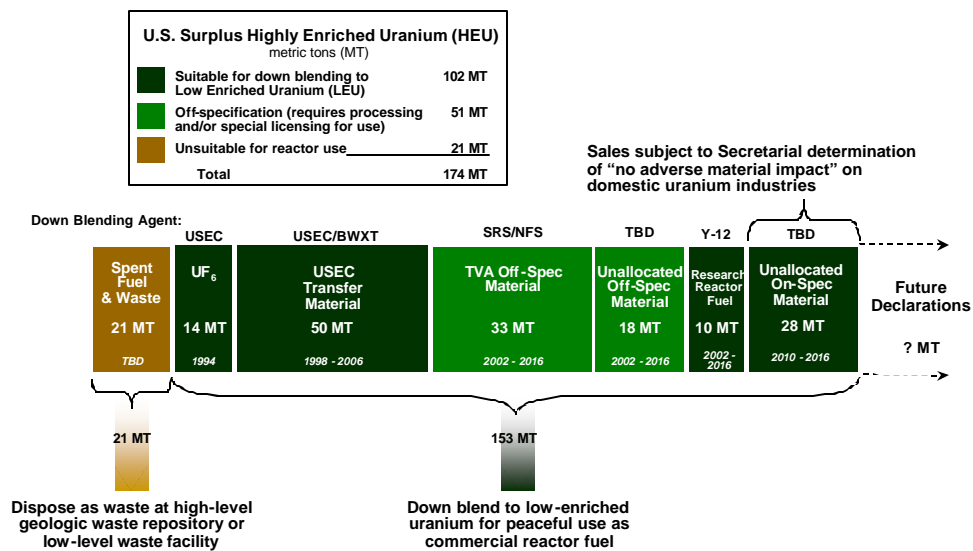 U.S. Surplus Highly Enriched Uranium (HEU)
metric tons (MT)
Suitable for down blending to
Low Enriched Uranium (LEU)
102 MT
Off-specification (requires processing
and/or special licensing for use)
51 MT
Unsuitable for reactor use
21 MT
Total
174 MT
Sales subject to Secretarial determination
of “no adverse material impact” on
domestic uranium industries
Down Blending Agent:
USEC
USEC/BWXT
SRS/NFS
TBD
Y-12
TBD
Spent
Fuel
& Waste
21 MT
TBD
UF6
14 MT
1994
USEC
Transfer
Material
50 MT
1998 - 2006
TVA Off-Spec
Material
33 MT
2002 - 2016
Unallocated
Off-Spec
Material
18 MT
2002 - 2016
Research
Reactor
Fuel
10 MT
2002 -
2016
Unallocated
On-Spec
Material
28 MT
2010 - 2016
Future
Declarations
? MT
21 MT
153 MT
Dispose as waste at high-level
geologic waste repository or
low-level waste facility
Down blend to low-enriched
uranium for peaceful use as
commercial reactor fuel